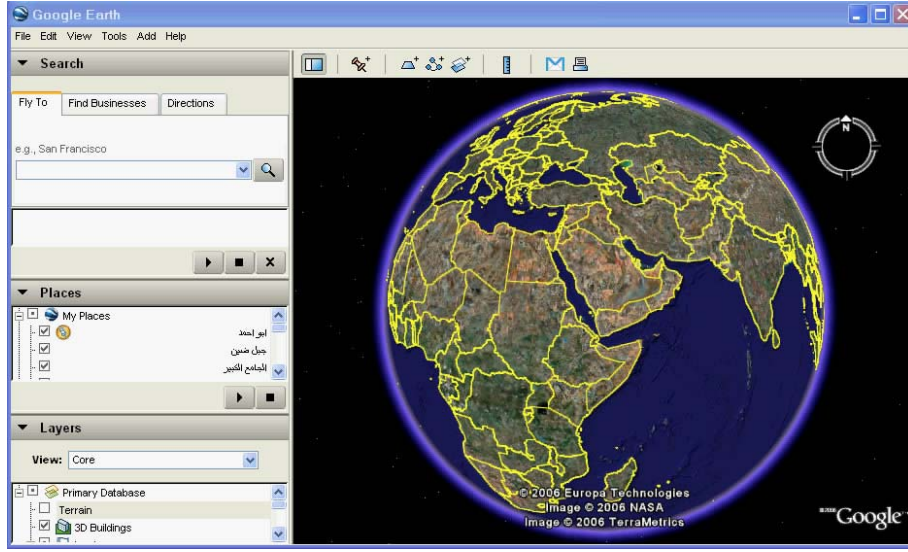 Google Earth
File Edit View Tools Add Help
Search
Fly To Find Businesses Directions
e.g., San Francisco
Places
My Places
ابو احمد
جبل ضين
الجامع الكبير
Layers
View: Core
Primary Database
Terrain
3D Buildings
N
© 2006 Europa Technologies
Image © 2006 NASA
Image © 2006 TerraMetrics
Google